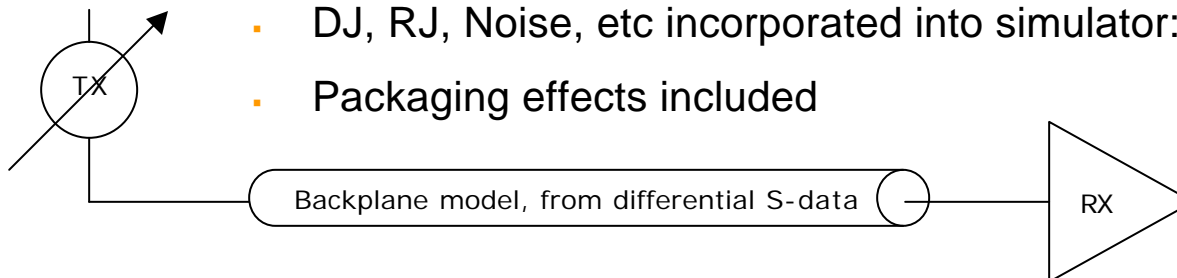 DJ, RJ, Noise, etc incorporated into simulator:
Packaging effects included
TX
Backplane model, from differential S-data
RX